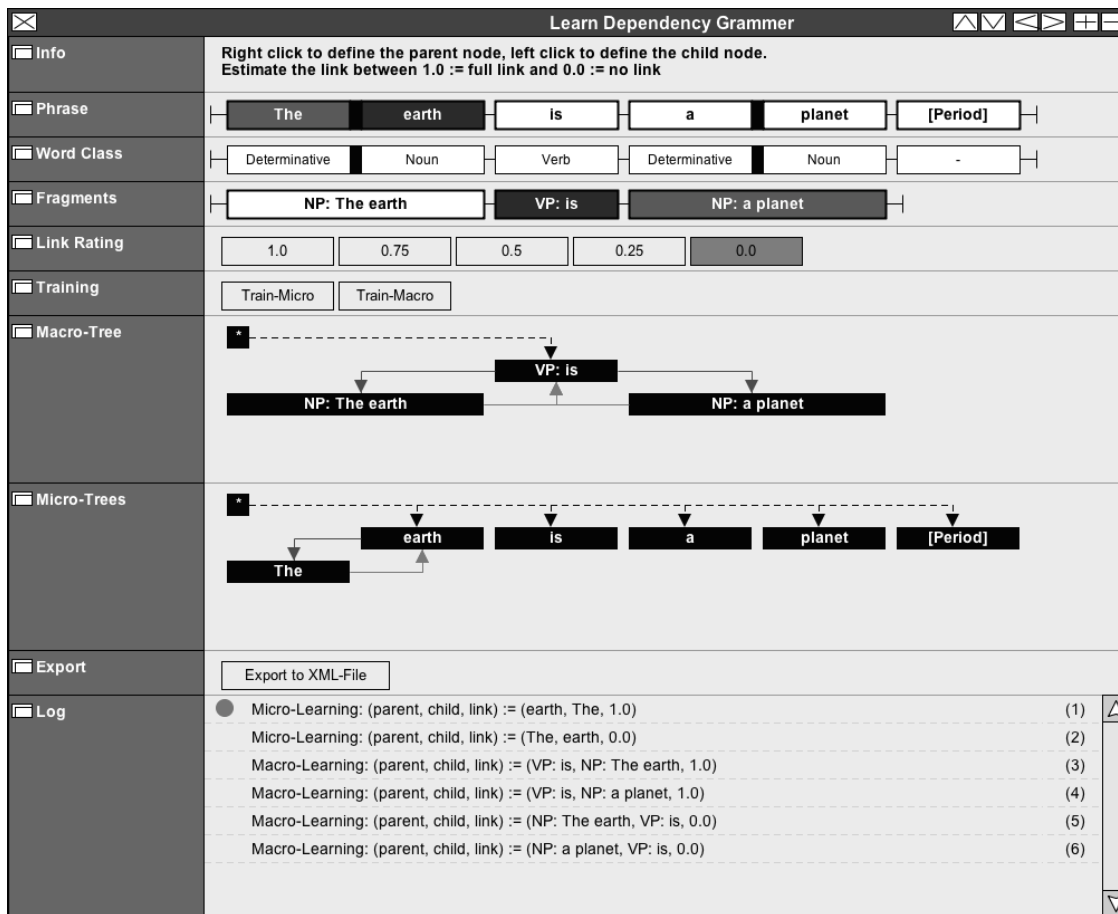 Learn Dependency Grammer
Info
Right click to define the parent node, left click to define the child node.
Estimate the link between 1.0 := full link and 0.0 := no link
Phrase
The earth is a planet [Period]
Word Class
Determinative Noun Verb Determinative Noun -
Fragments
NP: The earth VP: is NP: a planet
Link Rating
1.0 0.75 0.5 0.25 0.0
Training
Train-Micro Train-Macro
Macro-Tree
*
VP: is
NP: The earth NP: a planet
Micro-Trees
*
earth is a planet [Period]
The
Export
Export to XML-File
Log
Micro-Learning: (parent, child, link) := (earth, The, 1.0) (1)
Micro-Learning: (parent, child, link) := (The, earth, 0.0) (2)
Macro-Learning: (parent, child, link) := (VP: is, NP: The earth, 1.0) (3)
Macro-Learning: (parent, child, link) := (VP: is, NP: a planet, 1.0) (4)
Macro-Learning: (parent, child, link) := (NP: The earth, VP: is, 0.0) (5)
Macro-Learning: (parent, child, link) := (NP: a planet, VP: is, 0.0) (6)